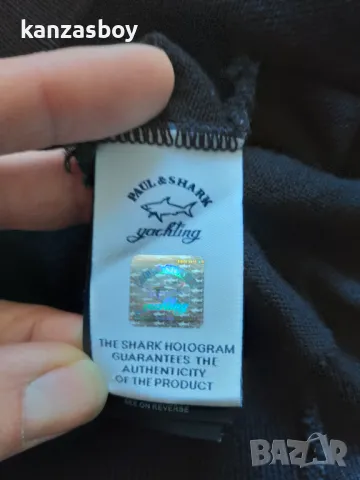 kanzasboy
PAUL & SHARK
yachting
THE SHARK HOLOGRAM
GUARANTEES THE
AUTHENTICITY
OF THE PRODUCT
SEE ON REVERSE
BAZAR